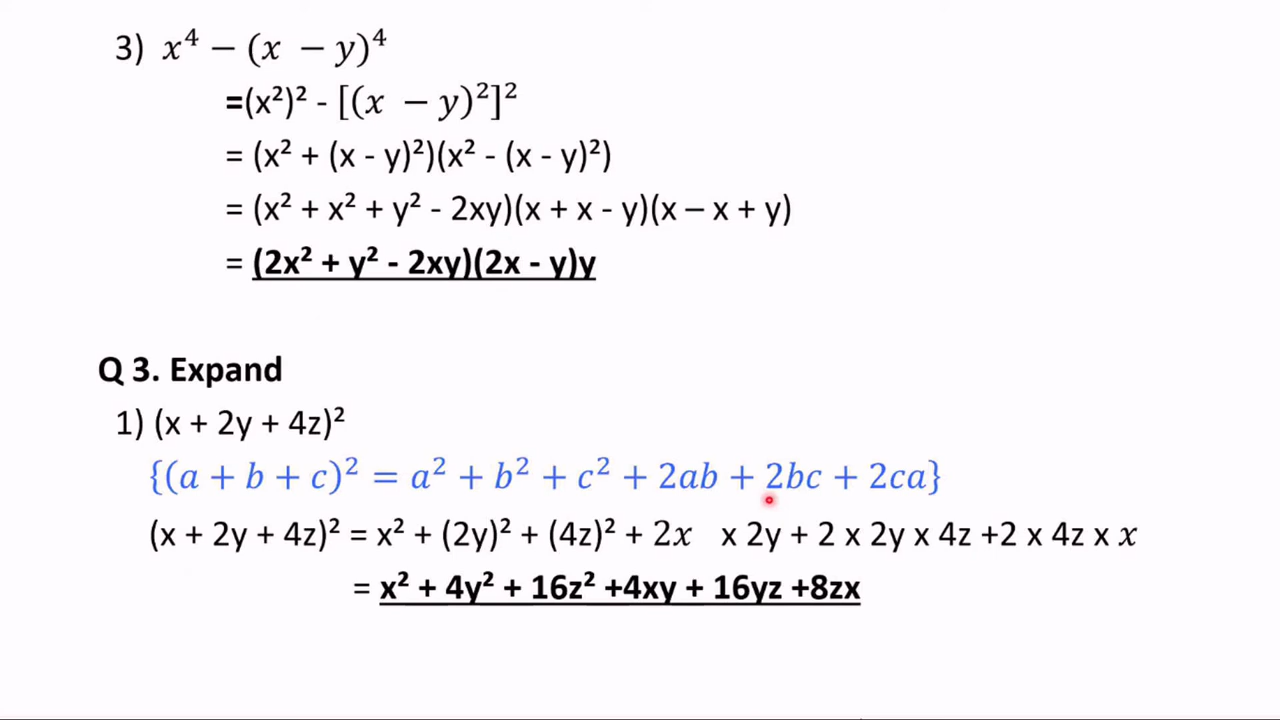 3) x⁴ − (x − y)⁴
=(x²)² - [(x − y)²]²
= (x² + (x - y)²)(x² - (x - y)²)
= (x² + x² + y² - 2xy)(x + x - y)(x – x + y)
= (2x² + y² - 2xy)(2x - y)y
Q 3. Expand
1) (x + 2y + 4z)²
{(a + b + c)² = a² + b² + c² + 2ab + 2bc + 2ca}
(x + 2y + 4z)² = x² + (2y)² + (4z)² + 2x x 2y + 2 x 2y x 4z +2 x 4z x x
= x² + 4y² + 16z² +4xy + 16yz +8zx